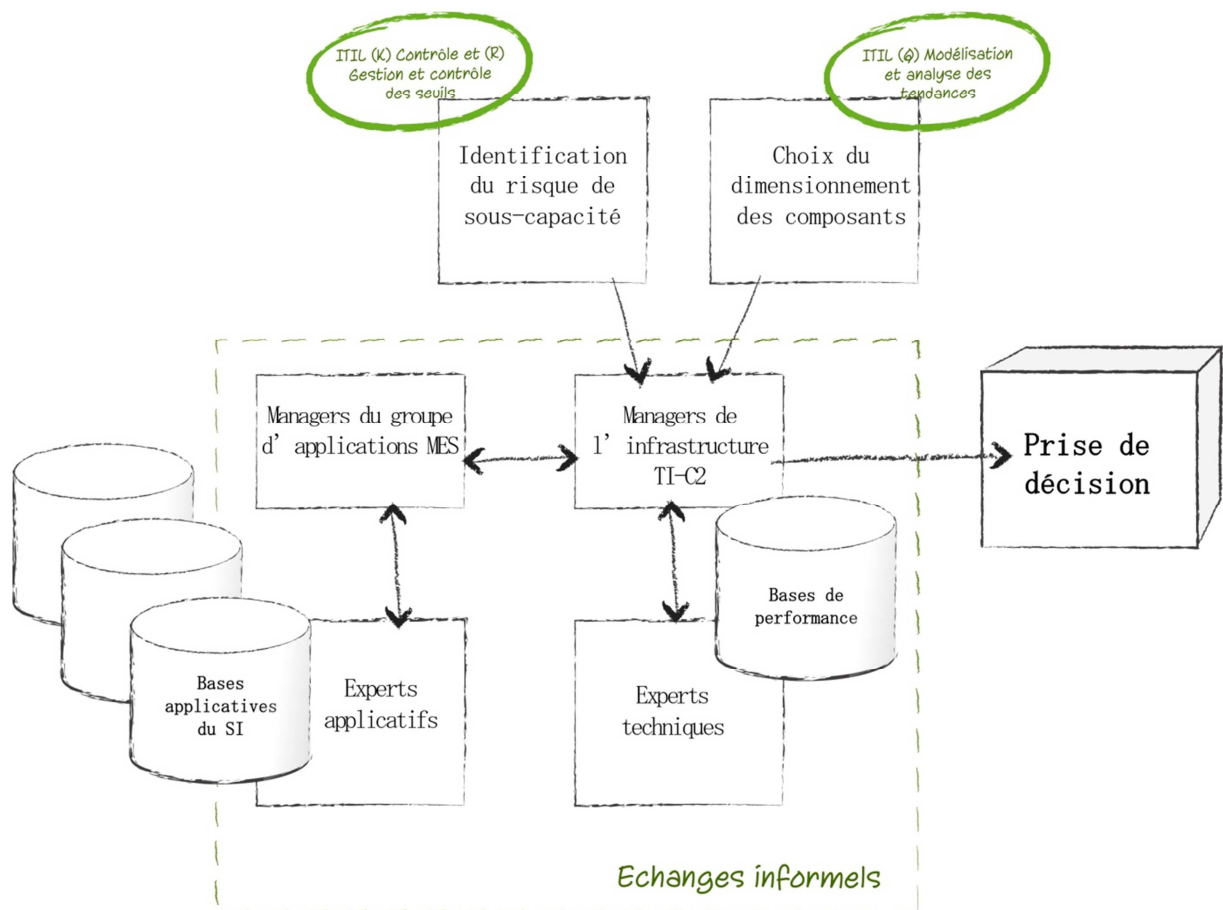 ITIL (K) Contrôle et (R)
Gestion et contrôle
des seuils
ITIL (Q) Modélisation
et analyse des
tendances
Identification
du risque de
sous-capacité
Choix du
dimensionnement
des composants
Managers du groupe
d’applications MES
Managers de
l’infrastructure
TI-C2
Prise de
décision
Bases de
performance
Bases
applicatives
du SI
Experts
applicatifs
Experts
techniques
Echanges informels